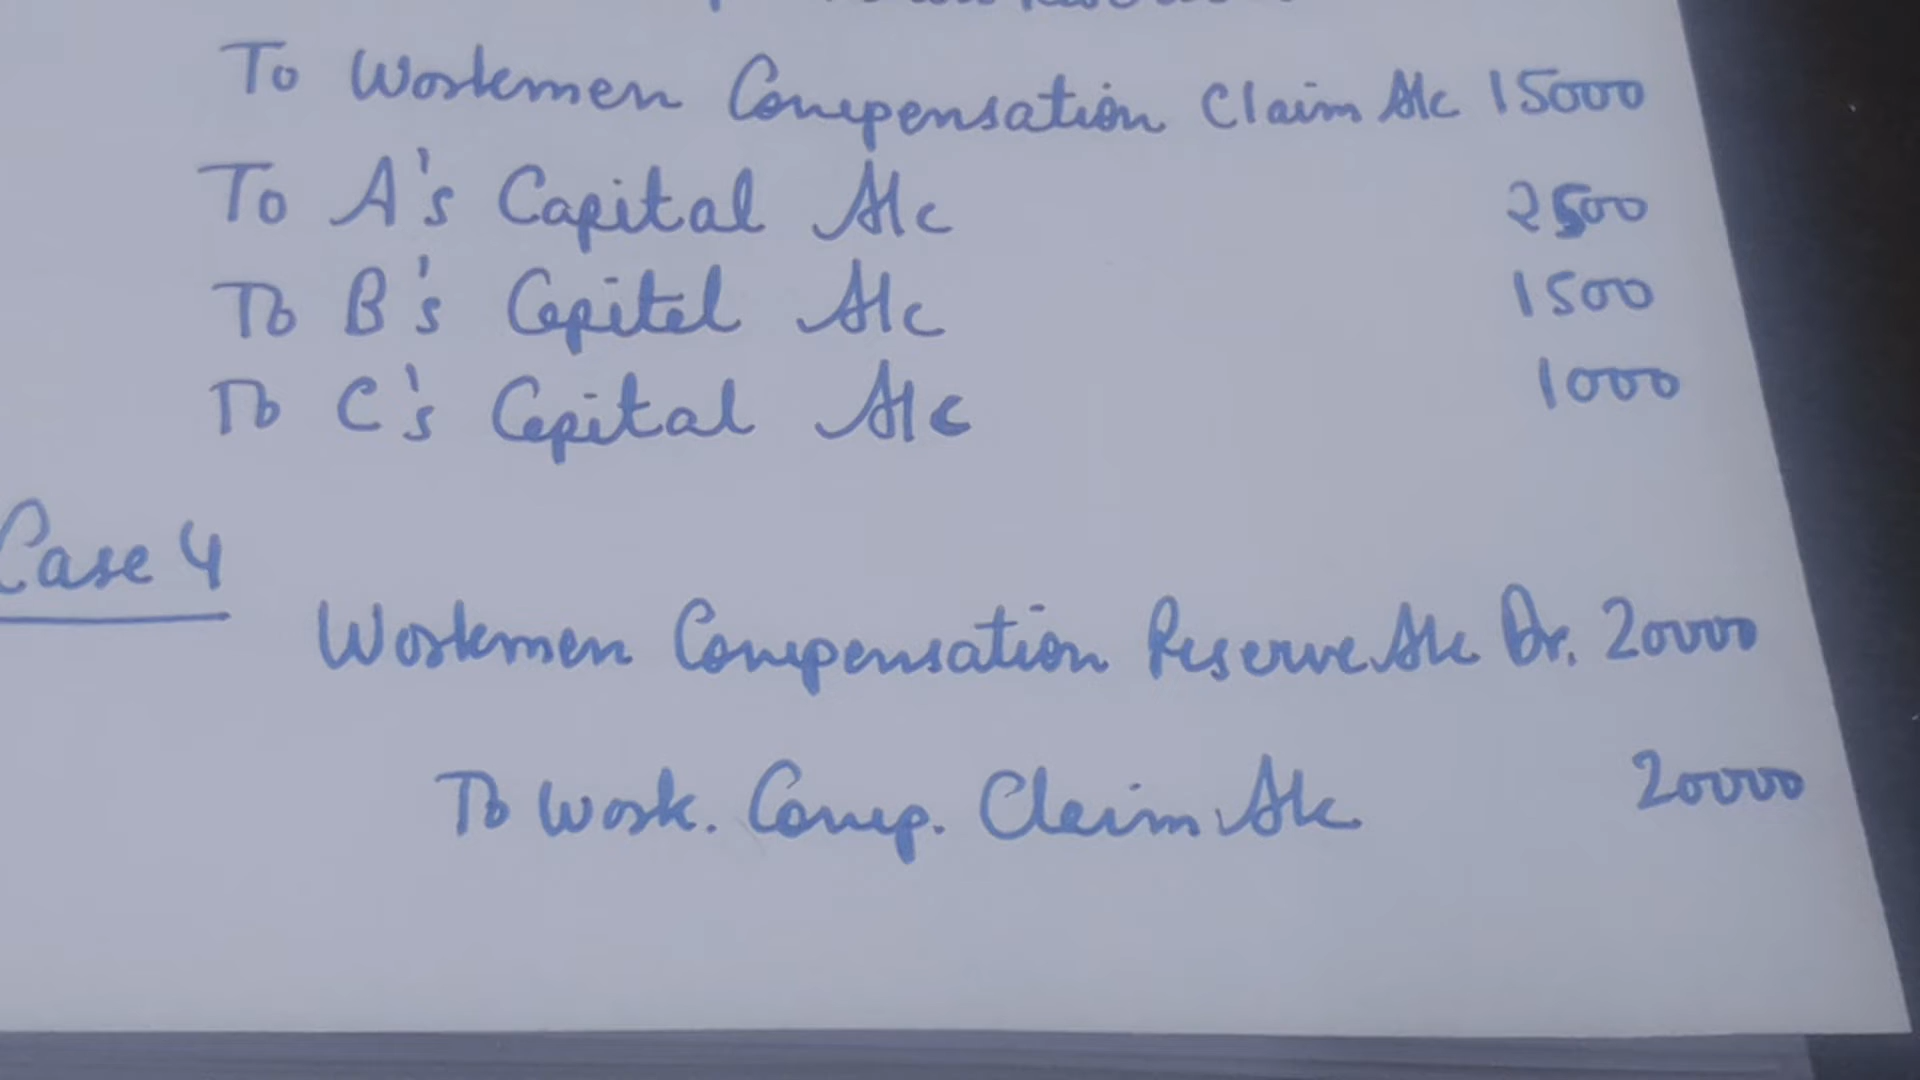 To Workmen Compensation Claim A/c 15000
To A's Capital A/c 2500
To B's Capital A/c 1500
To C's Capital A/c 1000
Case 4
Workmen Compensation Reserve A/c Dr. 20000
To Work. Comp. Claim A/c 20000